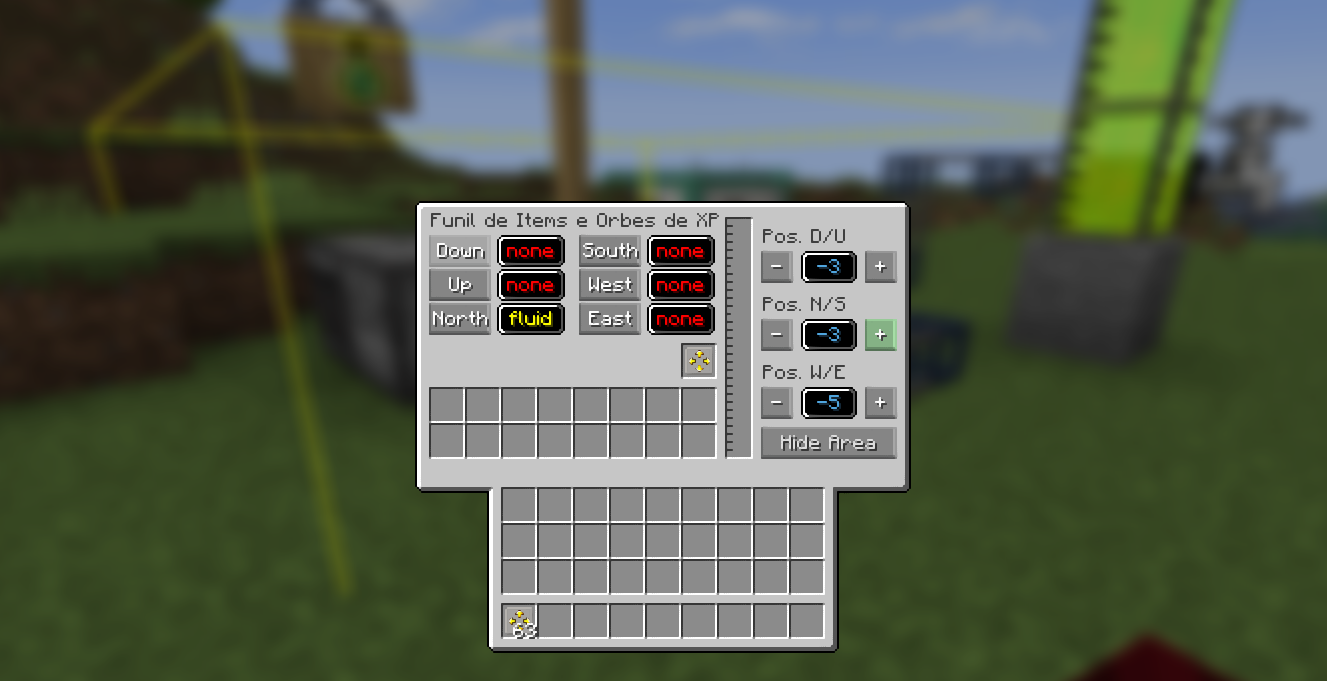 Funil de Items e Orbes de XP
Down none South none
Up none West none
North fluid East none
Pos. D/U
- -3 +
Pos. N/S
- -3 +
Pos. W/E
- -5 +
Hide Area
63